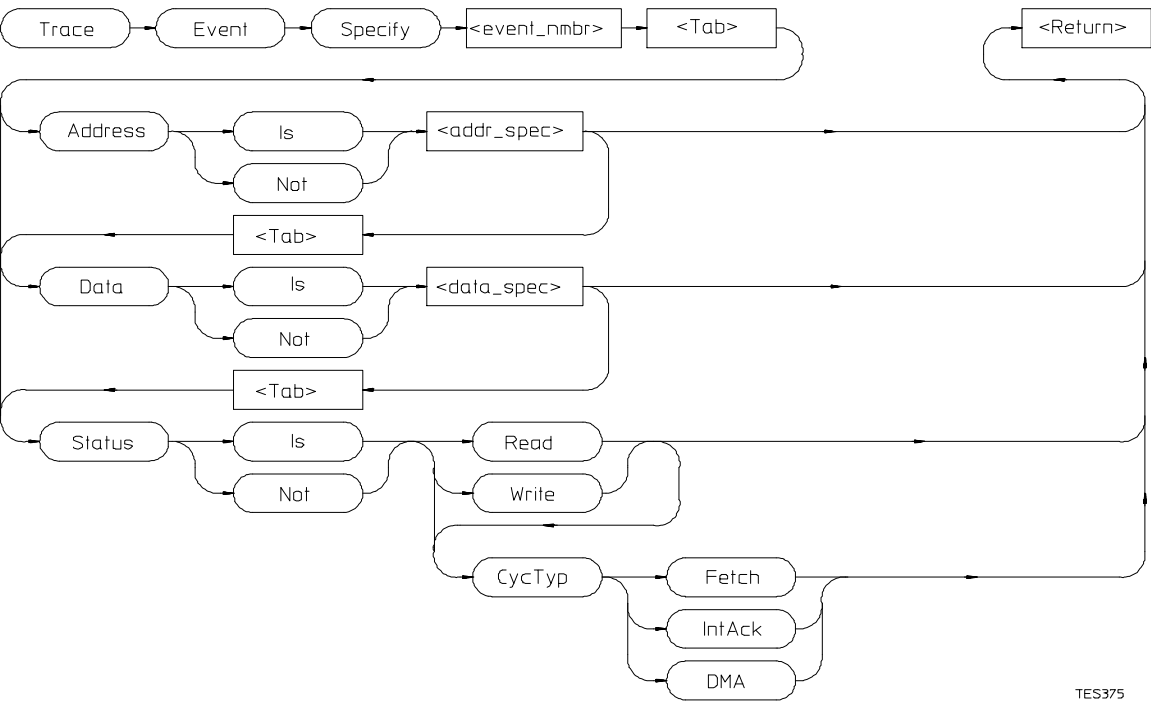 Trace Event Specify <event_nmbr> <Tab> <Return>
Address Is <addr_spec>
Not
<Tab>
Data Is <data_spec>
Not
<Tab>
Status Is Read
Not Write
CycTyp Fetch
IntAck
DMA
TES375